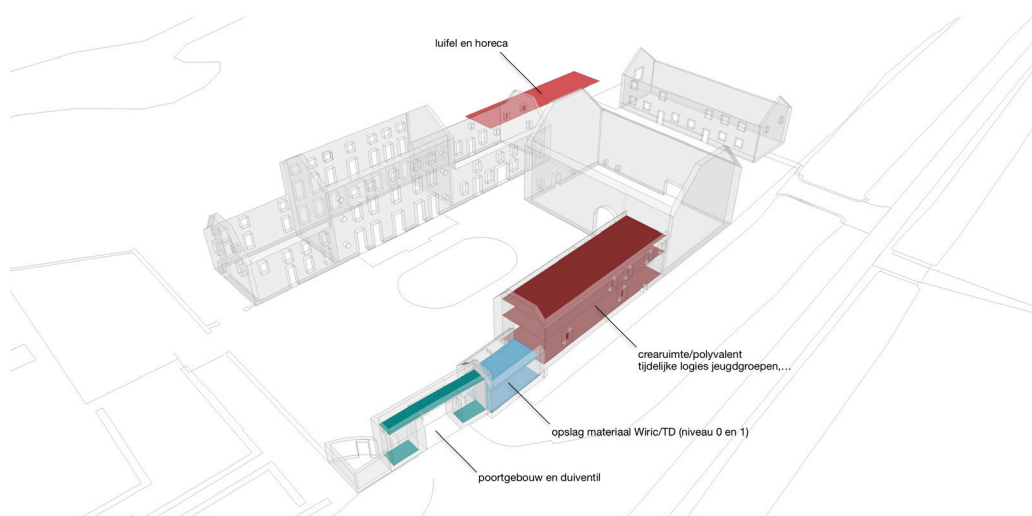 luifel en horeca
crearuimte/polyvalent
tijdelijke logies jeugdgroepen,…
opslag materiaal Wiric/TD (niveau 0 en 1)
poortgebouw en duiventil